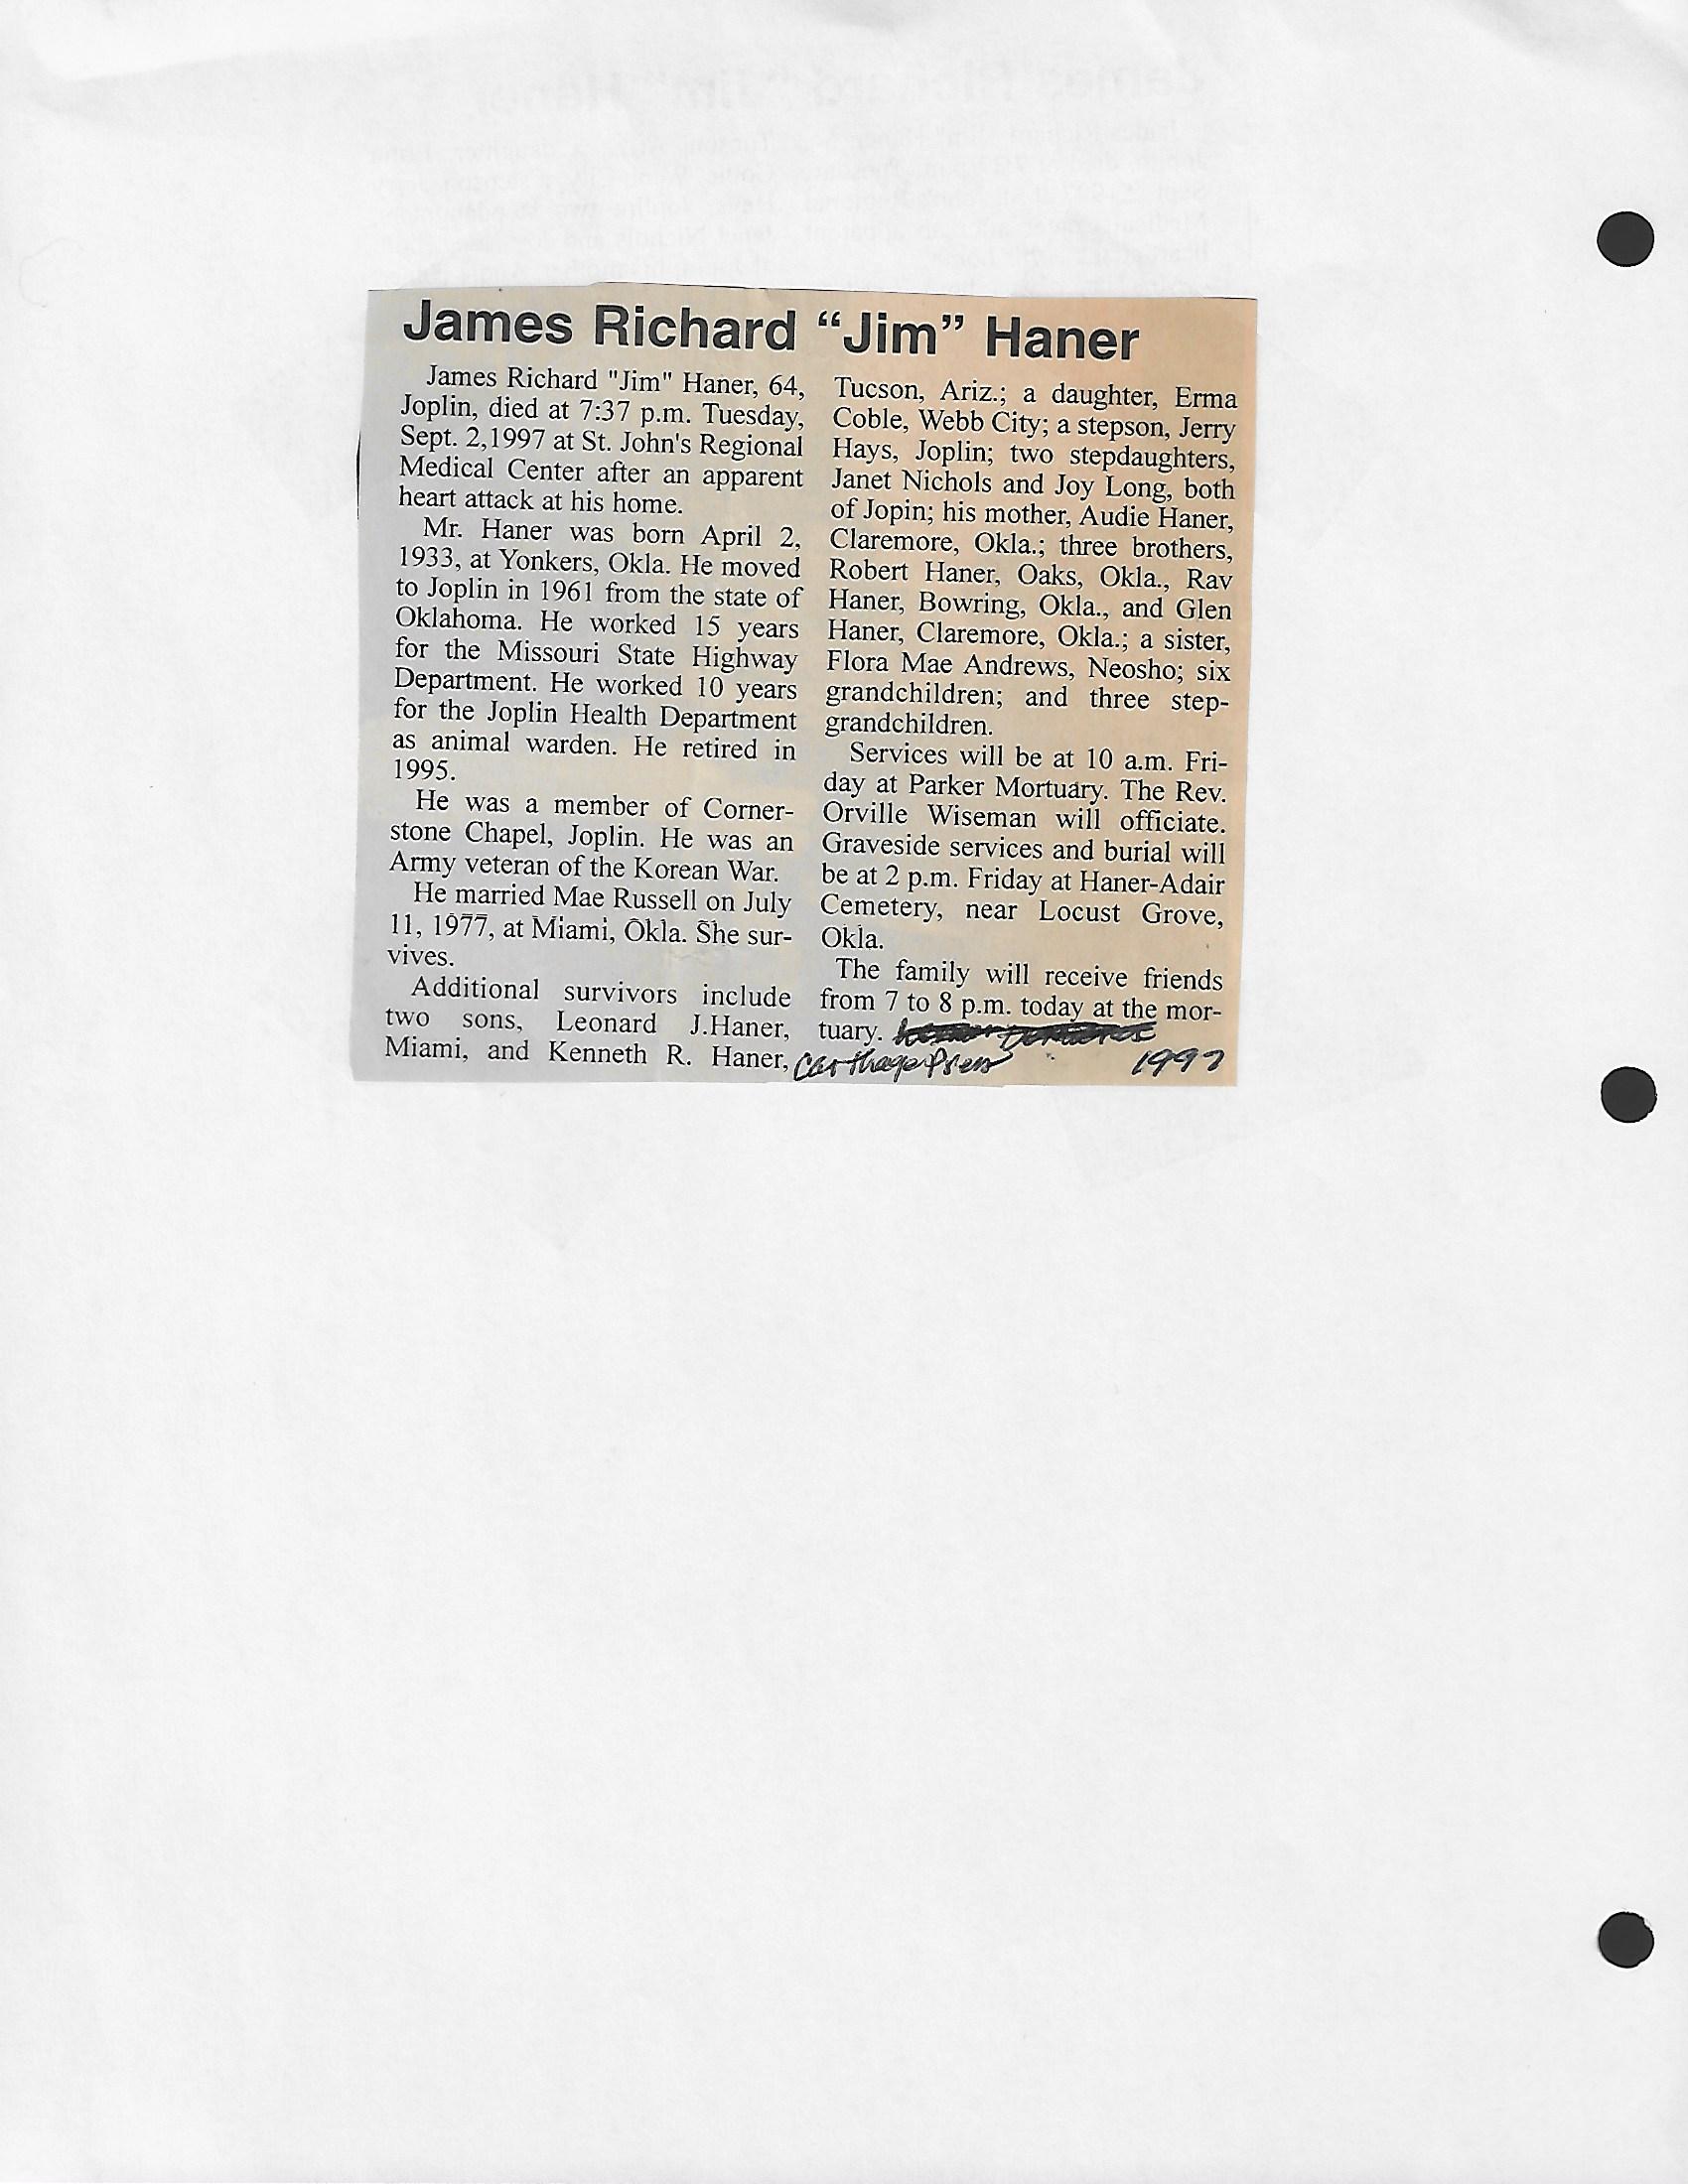 James Richard “Jim” Haner
James Richard "Jim" Haner, 64,
Joplin, died at 7:37 p.m. Tuesday,
Sept. 2,1997 at St. John's Regional
Medical Center after an apparent
heart attack at his home.
Mr. Haner was born April 2,
1933, at Yonkers, Okla. He moved
to Joplin in 1961 from the state of
Oklahoma. He worked 15 years
for the Missouri State Highway
Department. He worked 10 years
for the Joplin Health Department
as animal warden. He retired in
1995.
He was a member of Corner-
stone Chapel, Joplin. He was an
Army veteran of the Korean War.
He married Mae Russell on July
11, 1977, at Miami, Okla. She sur-
vives.
Additional survivors include
two sons, Leonard J.Haner,
Miami, and Kenneth R. Haner,
Tucson, Ariz.; a daughter, Erma
Coble, Webb City; a stepson, Jerry
Hays, Joplin; two stepdaughters,
Janet Nichols and Joy Long, both
of Jopin; his mother, Audie Haner,
Claremore, Okla.; three brothers,
Robert Haner, Oaks, Okla., Rav
Haner, Bowring, Okla., and Glen
Haner, Claremore, Okla.; a sister,
Flora Mae Andrews, Neosho; six
grandchildren; and three step-
grandchildren.
Services will be at 10 a.m. Fri-
day at Parker Mortuary. The Rev.
Orville Wiseman will officiate.
Graveside services and burial will
be at 2 p.m. Friday at Haner-Adair
Cemetery, near Locust Grove,
Okla.
The family will receive friends
from 7 to 8 p.m. today at the mor-
tuary.
Carthage Press 1997